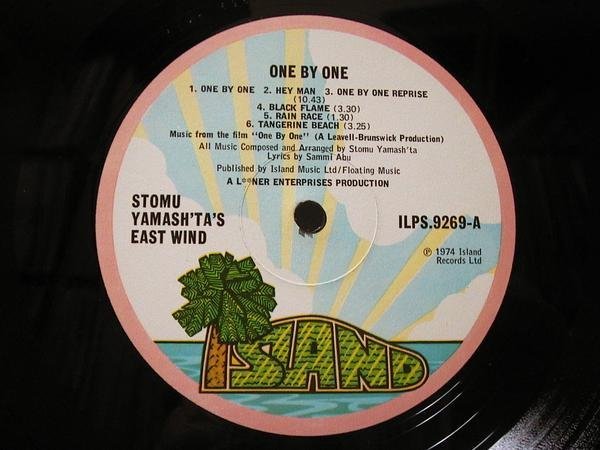 ONE BY ONE
1. ONE BY ONE 2. HEY MAN 3. ONE BY ONE REPRISE
(10.43)
4. BLACK FLAME (3.30)
5. RAIN RACE (1.30)
6. TANGERINE BEACH (3.25)
Music from the film "One By One" (A Leavell-Brunswick Production)
All Music Composed and Arranged by Stomu Yamash'ta
Lyrics by Sammi Abu
Published by Island Music Ltd/Floating Music
A L**NER ENTERPRISES PRODUCTION
STOMU
YAMASH'TA'S
EAST WIND
ILPS.9269-A
℗ 1974 Island
Records Ltd
ISLAND